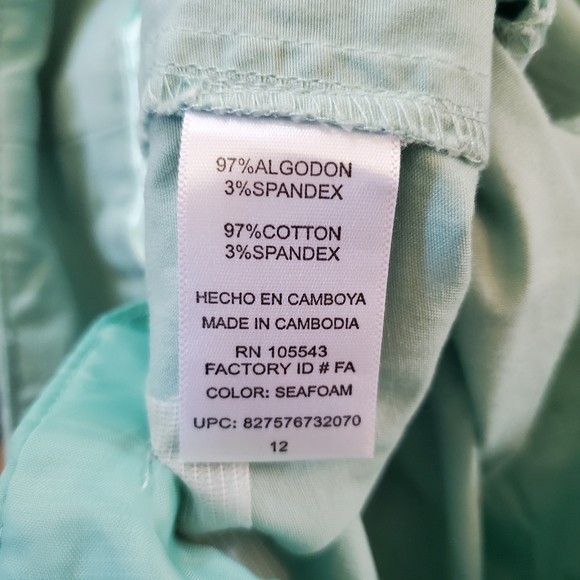 97%ALGODON
3%SPANDEX
97%COTTON
3%SPANDEX
HECHO EN CAMBOYA
MADE IN CAMBODIA
RN 105543
FACTORY ID # FA
COLOR: SEAFOAM
UPC: 827576732070
12